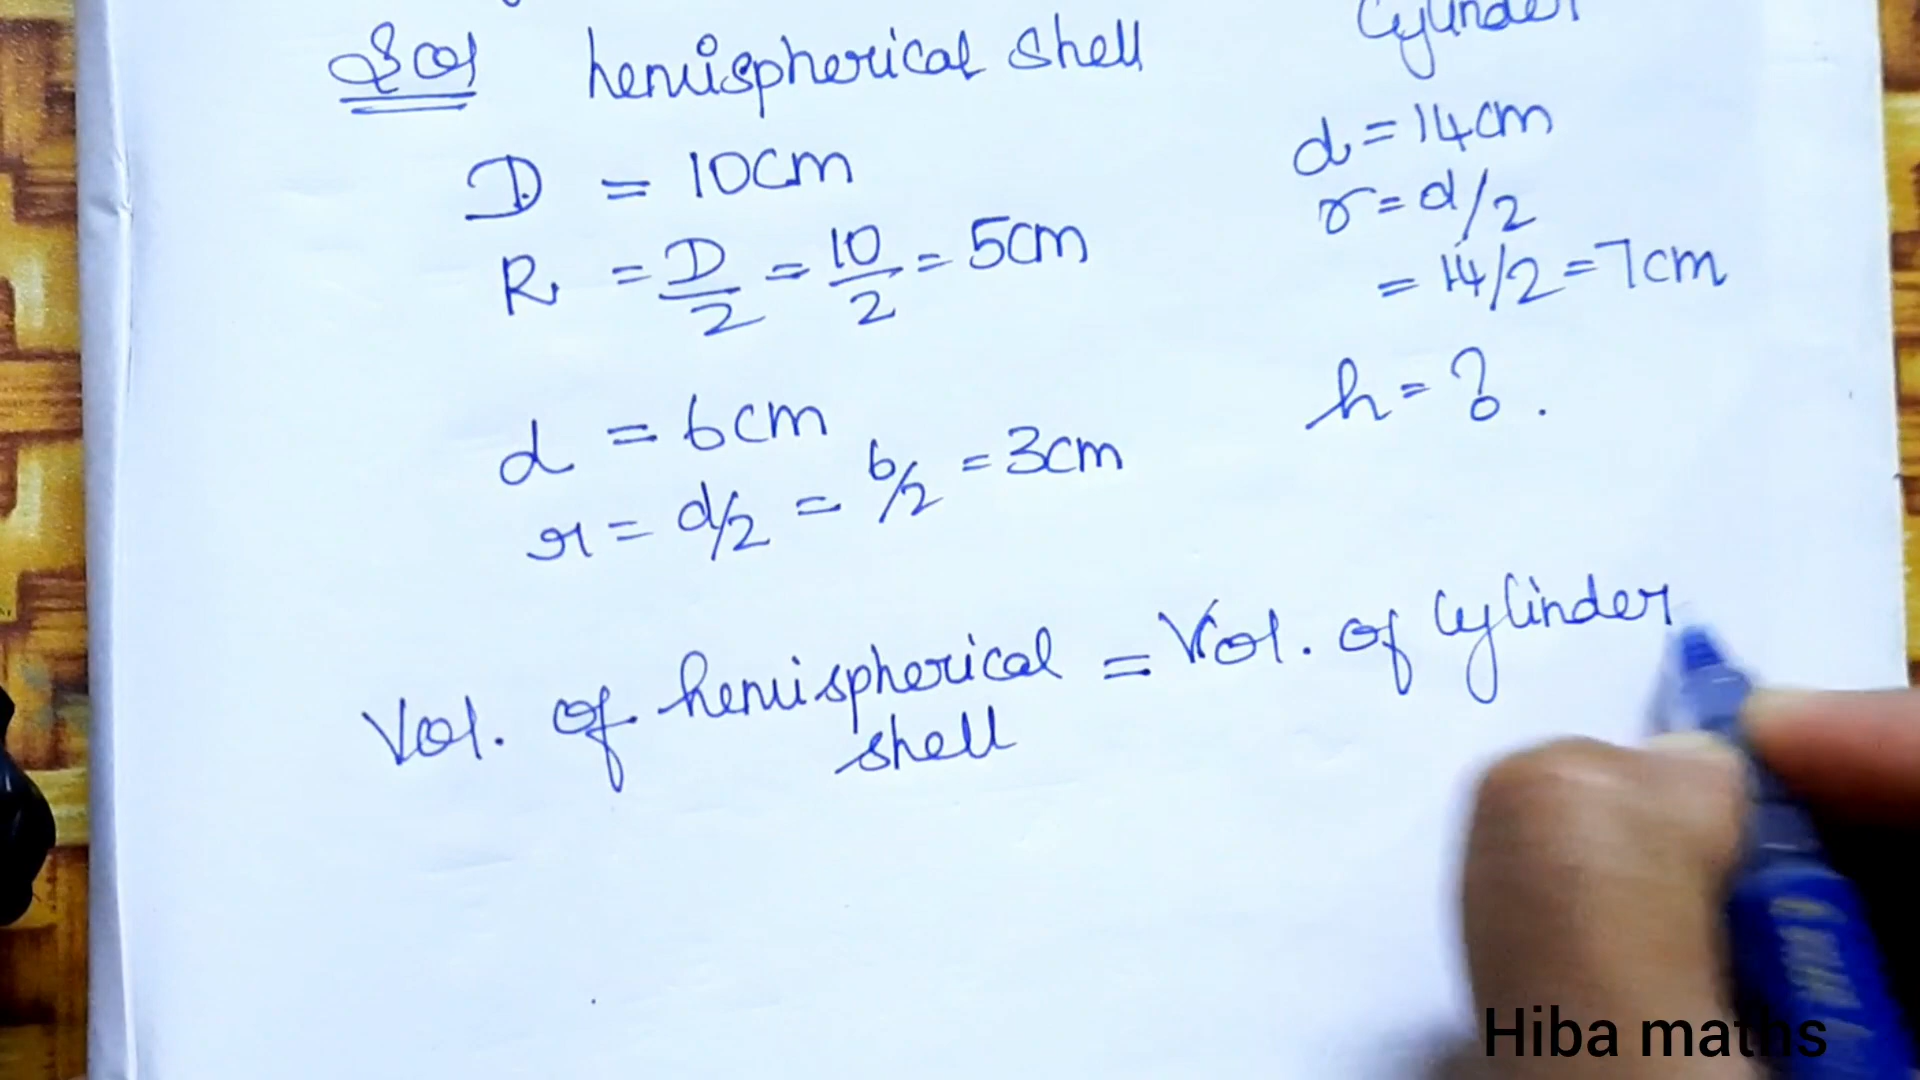 Sol hemispherical shell Cylinder
D = 10cm
R = D/2 = 10/2 = 5cm
d = 6cm
r = d/2 = 6/2 = 3cm
d = 14cm
r = d/2
= 14/2 = 7cm
h = ?.
Vol. of hemispherical = Vol. of Cylinder
shell
Hiba maths